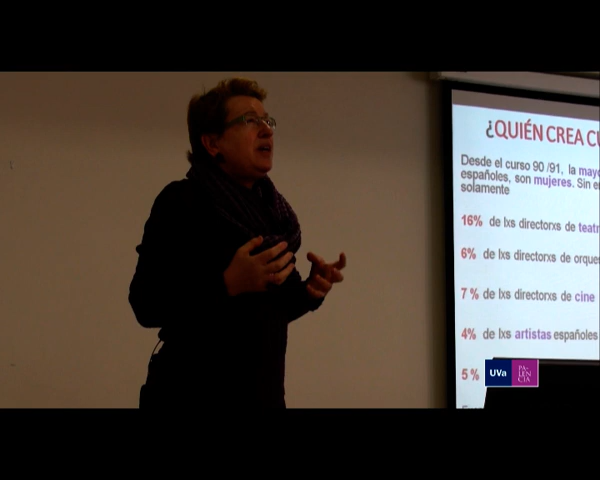 ¿QUIÉN CREA CU
Desde el curso 90 /91, la mayo
españoles, son mujeres. Sin e
solamente
16% de lxs directorxs de teatr
6% de lxs directorxs de orques
7 % de lxs directorxs de cine
4% de lxs artistas españoles
5 %
UVa
PA-
LEN
CIA